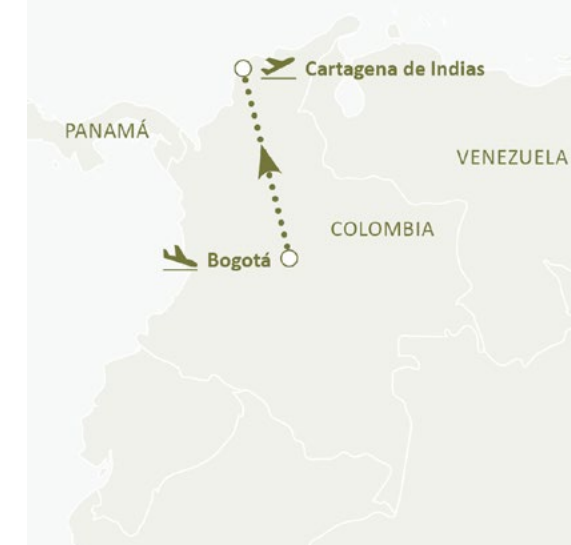 Cartagena de Indias
PANAMÁ
VENEZUELA
COLOMBIA
Bogotá